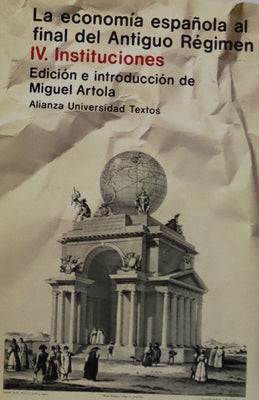 La economía española al
final del Antiguo Régimen
IV. Instituciones
Edición e introducción de
Miguel Artola
Alianza Universidad Textos